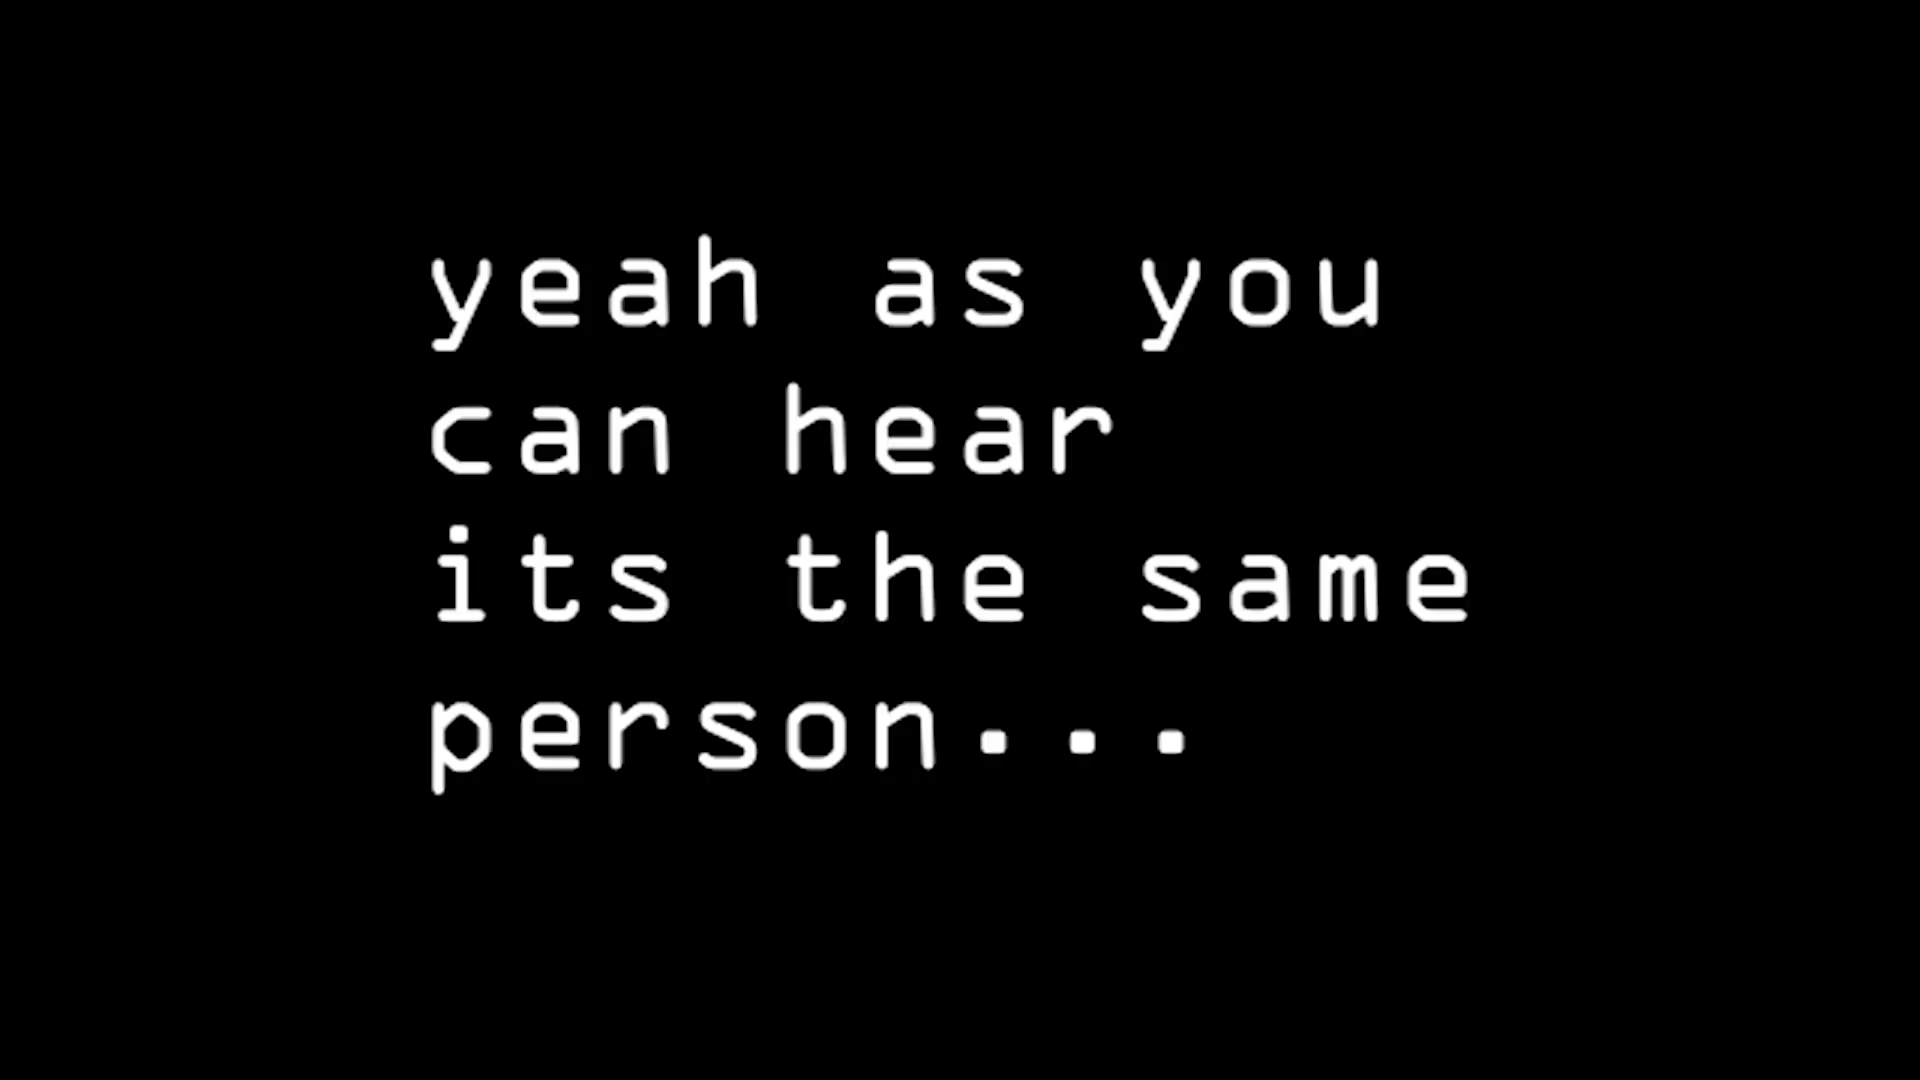 yeah as you
can hear
its the same
person...